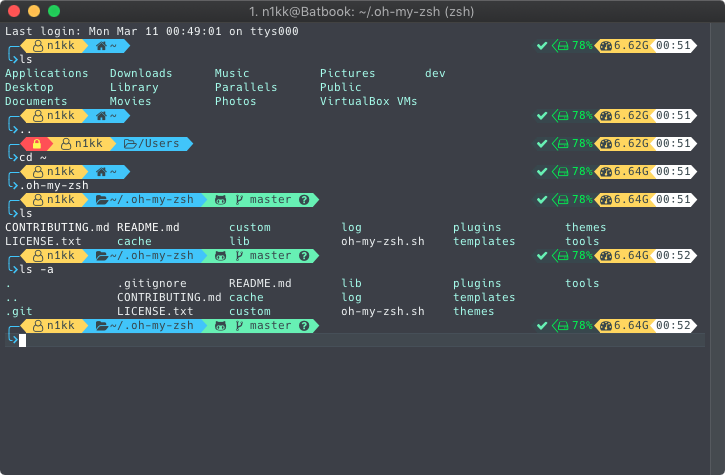 1. n1kk@Batbook: ~/.oh-my-zsh (zsh)
Last login: Mon Mar 11 00:49:01 on ttys000
n1kk ~ 78% 6.62G 00:51
ls
Applications Downloads Music Pictures dev
Desktop Library Parallels Public
Documents Movies Photos VirtualBox VMs
n1kk ~ 78% 6.62G 00:51
..
n1kk /Users 78% 6.62G 00:51
cd ~
n1kk ~ 78% 6.64G 00:51
.oh-my-zsh
n1kk ~/.oh-my-zsh master ? 78% 6.64G 00:51
ls
CONTRIBUTING.md README.md custom log plugins themes
LICENSE.txt cache lib oh-my-zsh.sh templates tools
n1kk ~/.oh-my-zsh master ? 78% 6.64G 00:52
ls -a
. .gitignore README.md lib plugins tools
.. CONTRIBUTING.md cache log templates
.git LICENSE.txt custom oh-my-zsh.sh themes
n1kk ~/.oh-my-zsh master ? 78% 6.64G 00:52